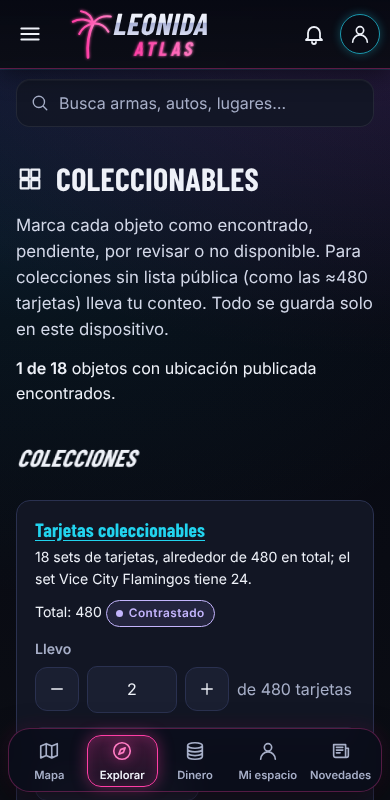 LEONIDA
ATLAS
Busca armas, autos, lugares...
COLECCIONABLES
Marca cada objeto como encontrado,
pendiente, por revisar o no disponible. Para
colecciones sin lista pública (como las ≈480
tarjetas) lleva tu conteo. Todo se guarda solo
en este dispositivo.
1 de 18 objetos con ubicación publicada
encontrados.
COLECCIONES
Tarjetas coleccionables
18 sets de tarjetas, alrededor de 480 en total; el
set Vice City Flamingos tiene 24.
Total: 480 Contrastado
Llevo
− 2 + de 480 tarjetas
Mapa Explorar Dinero Mi espacio Novedades